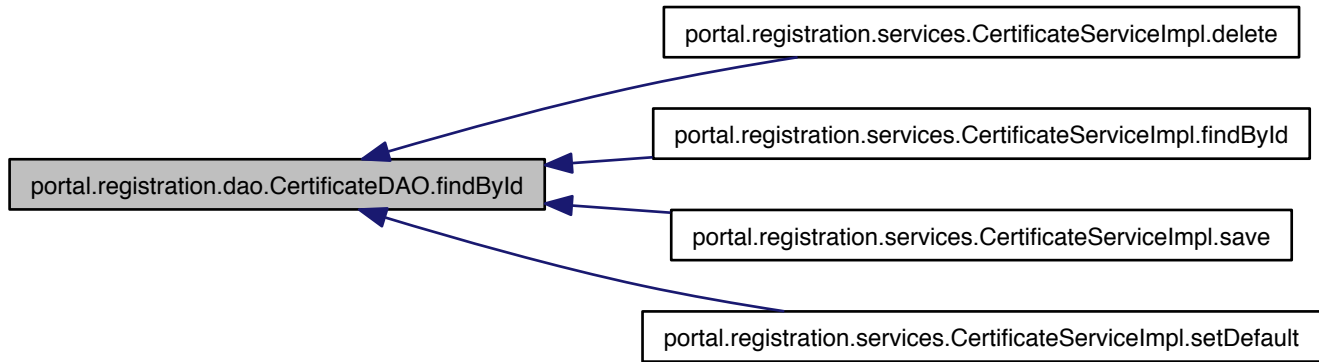 portal.registration.services.CertificateServiceImpl.delete
portal.registration.services.CertificateServiceImpl.findById
portal.registration.dao.CertificateDAO.findById
portal.registration.services.CertificateServiceImpl.save
portal.registration.services.CertificateServiceImpl.setDefault